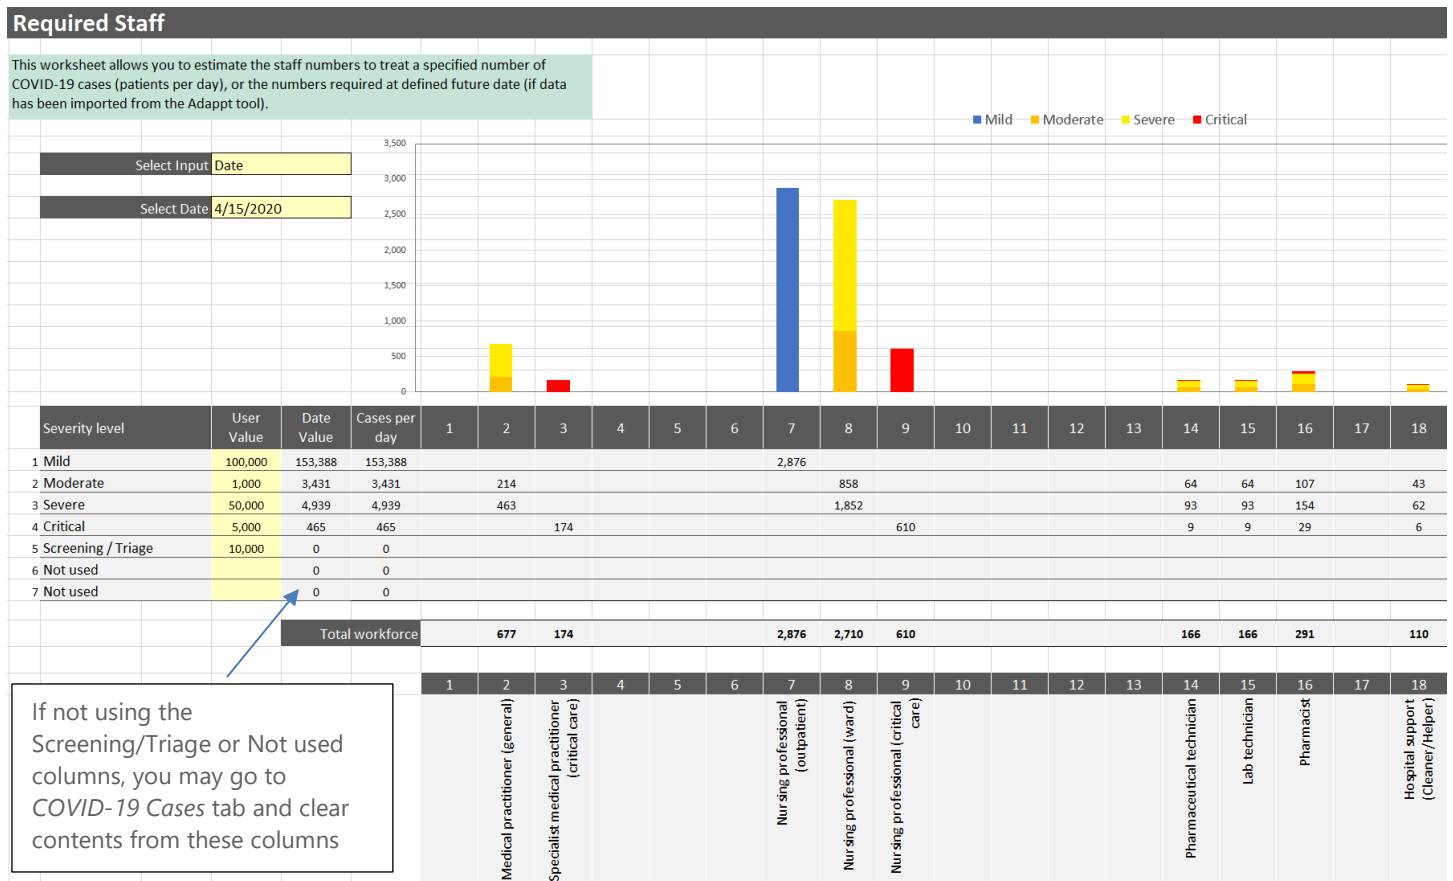 Required Staff
This worksheet allows you to estimate the staff numbers to treat a specified number of
COVID-19 cases (patients per day), or the numbers required at defined future date (if data
has been imported from the Adappt tool).
Mild Moderate Severe Critical
Select Input Date
Select Date 4/15/2020
3,500
3,000
2,500
2,000
1,500
1,000
500
0
Severity level User Value Date Value Cases per day 1 2 3 4 5 6 7 8 9 10 11 12 13 14 15 16 17 18
1 Mild 100,000 153,388 153,388 2,876
2 Moderate 1,000 3,431 3,431 214 858 64 64 107 43
3 Severe 50,000 4,939 4,939 463 1,852 93 93 154 62
4 Critical 5,000 465 465 174 610 9 9 29 6
5 Screening / Triage 10,000 0 0
6 Not used 0 0
7 Not used 0 0
Total workforce 677 174 2,876 2,710 610 166 166 291 110
1 2 3 4 5 6 7 8 9 10 11 12 13 14 15 16 17 18
Medical practitioner (general)
Specialist medical practitioner
(critical care)
Nursing professional
(outpatient)
Nursing professional (ward)
Nursing professional (critical
care)
Pharmaceutical technician
Lab technician
Pharmacist
Hospital support
(Cleaner/Helper)
If not using the
Screening/Triage or Not used
columns, you may go to
COVID-19 Cases tab and clear
contents from these columns